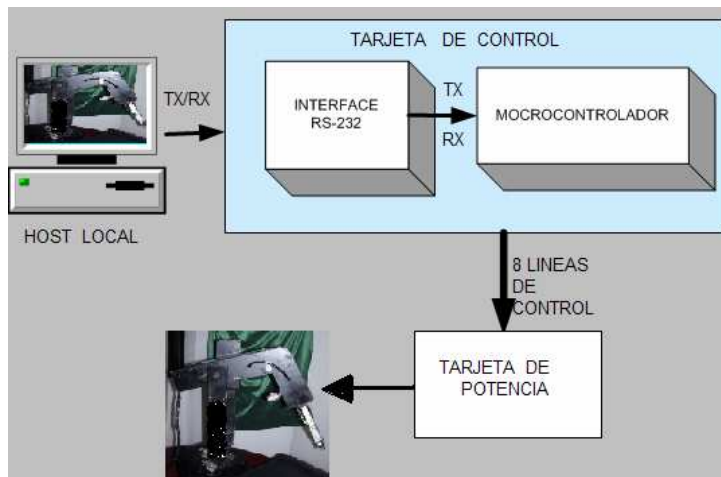 TARJETA DE CONTROL
TX/RX
INTERFACE
RS-232
TX
RX
MOCROCONTROLADOR
HOST LOCAL
8 LINEAS
DE
CONTROL
TARJETA DE
POTENCIA